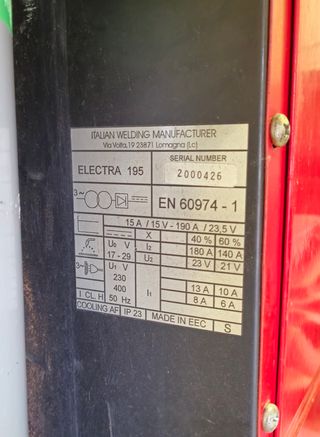 ITALIAN WELDING MANUFACTURER
Via Volta,19 23871 Lomagna (Lc)
ELECTRA 195
SERIAL NUMBER
2000426
3~
EN 60974 - 1
15 A / 15 V - 190 A / 23,5 V
X 40 % 60 %
U0 V I2 180 A 140 A
17 - 29 U2 23 V 21 V
3~ U1 V
230 I1 13 A 10 A
400 8 A 6 A
I CL. H 50 Hz
COOLING AF IP 23 MADE IN EEC S